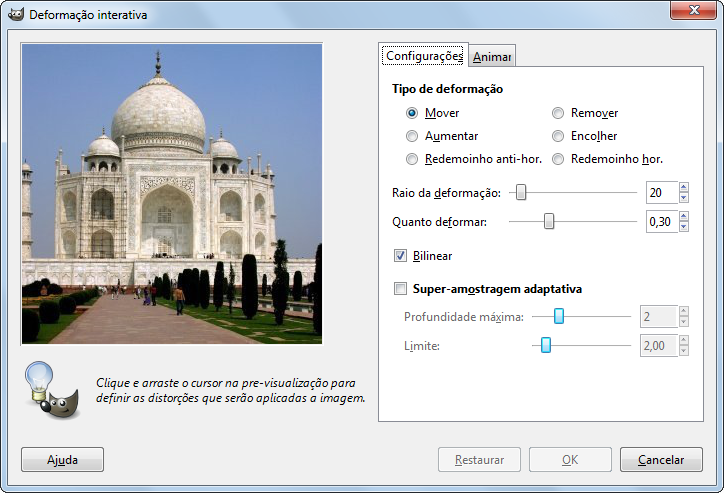 Deformação interativa
Configurações Animar
Tipo de deformação
Mover Remover
Aumentar Encolher
Redemoinho anti-hor. Redemoinho hor.
Raio da deformação: 20
Quanto deformar: 0,30
Bilinear
Super-amostragem adaptativa
Profundidade máxima: 2
Limite: 2,00
Clique e arraste o cursor na pre-visualização para
definir as distorções que serão aplicadas a imagem.
Ajuda Restaurar OK Cancelar